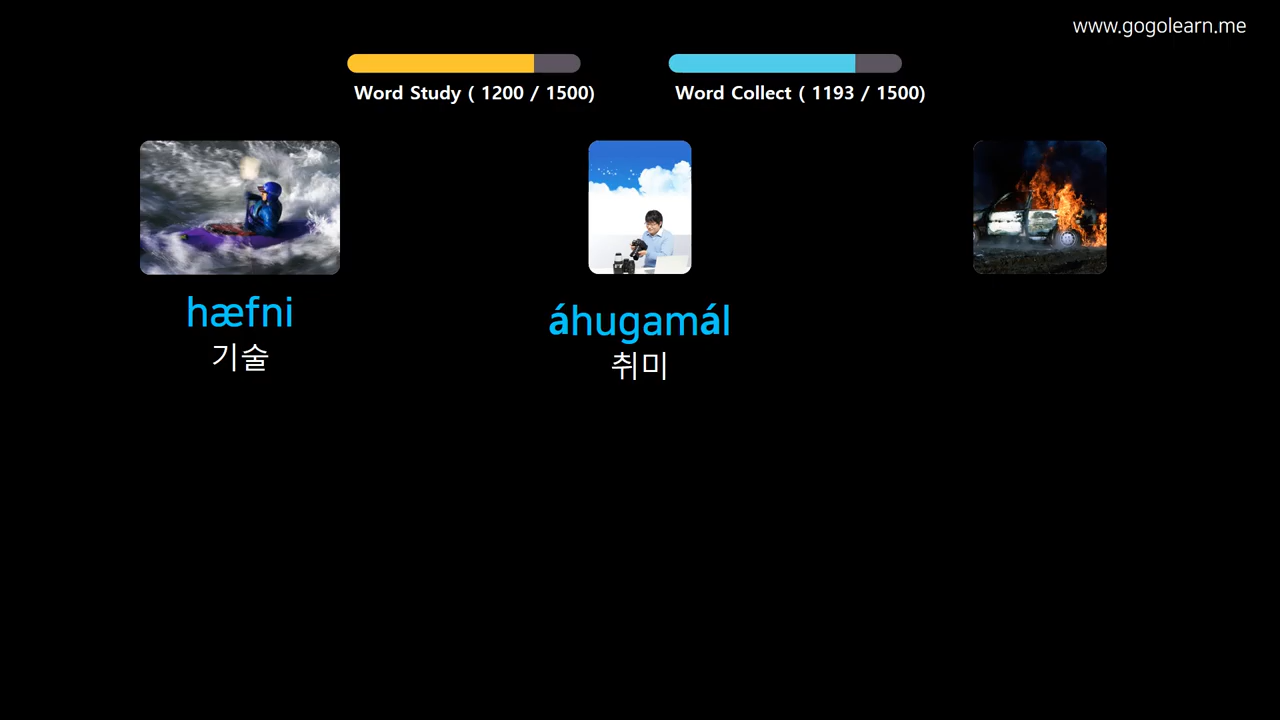 www.gogolearn.me
Word Study ( 1200 / 1500)
Word Collect ( 1193 / 1500)
hæfni
기술
áhugamál
취미